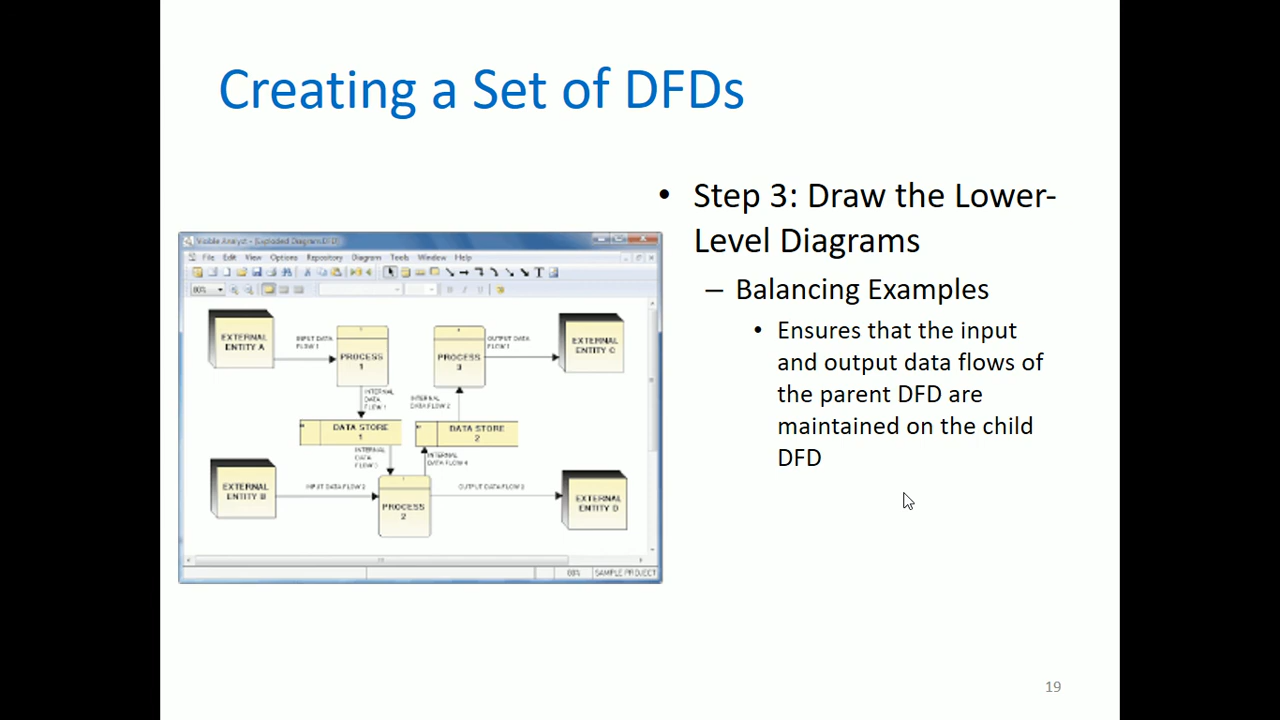 Creating a Set of DFDs
• Step 3: Draw the Lower-
Level Diagrams
– Balancing Examples
• Ensures that the input
and output data flows of
the parent DFD are
maintained on the child
DFD
Visible Analyst - [Exploded Diagram.DFD]
File Edit View Options Repository Diagram Tools Window Help
80%
EXTERNAL
ENTITY A
INPUT DATA
FLOW 1
PROCESS
1
PROCESS
3
OUTPUT DATA
FLOW 1
EXTERNAL
ENTITY C
INTERNAL
DATA
FLOW 1
INTERNAL
DATA FLOW 2
DATA STORE
1
DATA STORE
2
INTERNAL
DATA
FLOW 3
INTERNAL
DATA FLOW 4
EXTERNAL
ENTITY B
INPUT DATA FLOW 2
PROCESS
2
OUTPUT DATA FLOW 2
EXTERNAL
ENTITY D
SAMPLE PROJECT
19